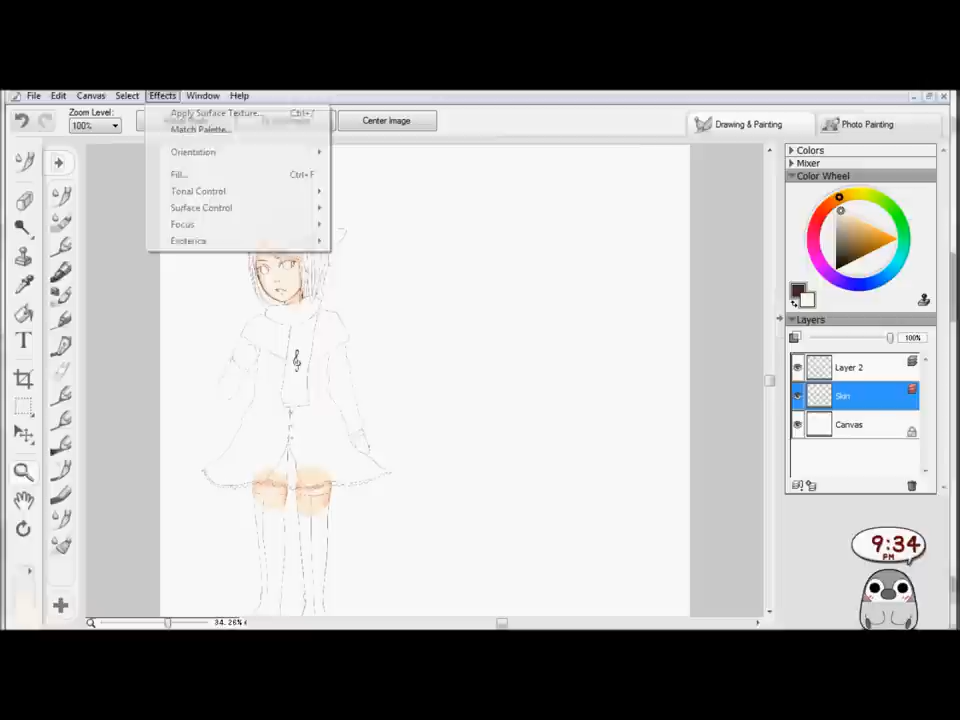 File Edit Canvas Select Effects Window Help
Zoom Level:
100%
Center Image
Drawing & Painting
Photo Painting
Apply Surface Texture... Ctrl+/
Match Palette...
Orientation
Fill... Ctrl+F
Tonal Control
Surface Control
Focus
Esoterica
Colors
Mixer
Color Wheel
Layers
100%
Layer 2
Skin
Canvas
T
9:34
PM
34.26%